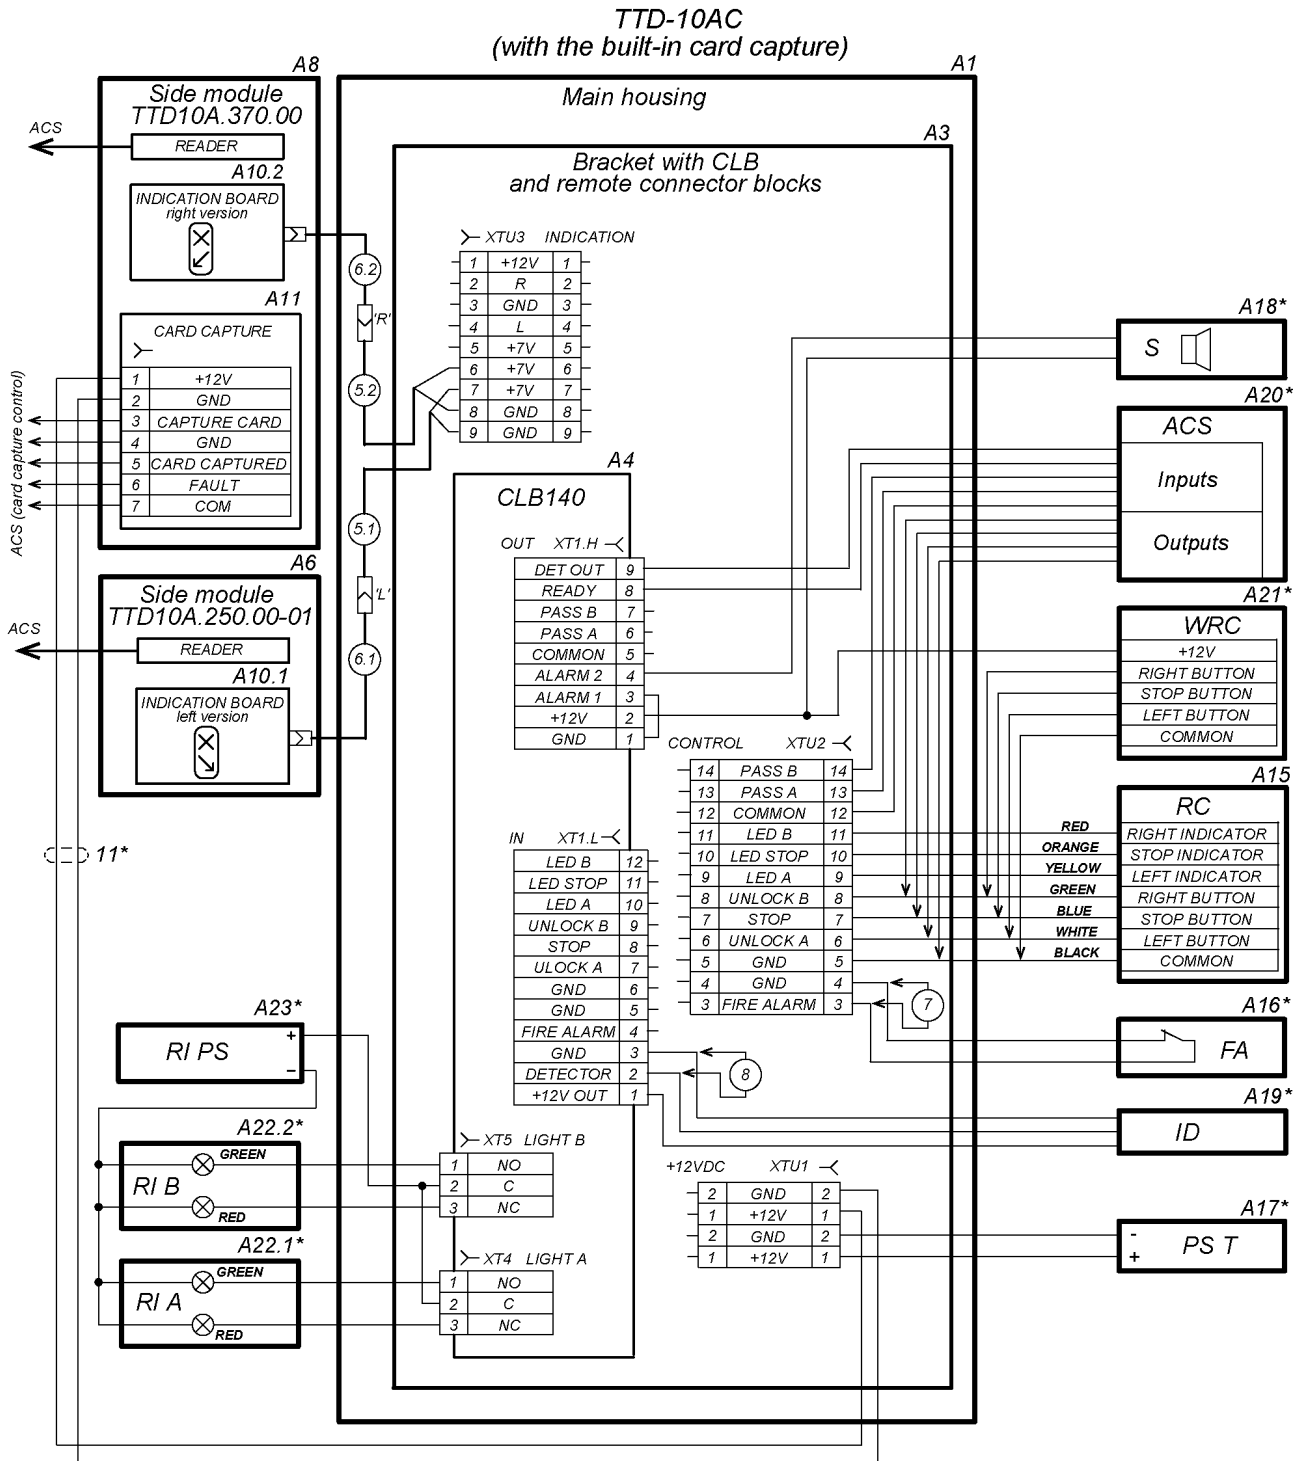 TTD-10AC
(with the built-in card capture)
A8
Side module
TTD10A.370.00
ACS
READER
A10.2
INDICATION BOARD
right version
A11
CARD CAPTURE
1 +12V
2 GND
3 CAPTURE CARD
4 GND
5 CARD CAPTURED
6 FAULT
7 COM
ACS (card capture control)
A6
Side module
TTD10A.250.00-01
ACS
READER
A10.1
INDICATION BOARD
left version
11*
6.2
'R'
5.2
5.1
'L'
6.1
A1
Main housing
A3
Bracket with CLB
and remote connector blocks
XTU3 INDICATION
1 +12V 1
2 R 2
3 GND 3
4 L 4
5 +7V 5
6 +7V 6
7 +7V 7
8 GND 8
9 GND 9
A4
CLB140
OUT XT1.H
DET OUT 9
READY 8
PASS B 7
PASS A 6
COMMON 5
ALARM 2 4
ALARM 1 3
+12V 2
GND 1
CONTROL XTU2
14 PASS B 14
13 PASS A 13
12 COMMON 12
11 LED B 11
10 LED STOP 10
9 LED A 9
8 UNLOCK B 8
7 STOP 7
6 UNLOCK A 6
5 GND 5
4 GND 4
3 FIRE ALARM 3
7
IN XT1.L
LED B 12
LED STOP 11
LED A 10
UNLOCK B 9
STOP 8
ULOCK A 7
GND 6
GND 5
FIRE ALARM 4
GND 3
DETECTOR 2
+12V OUT 1
8
XT5 LIGHT B
1 NO
2 C
3 NC
XT4 LIGHT A
1 NO
2 C
3 NC
+12VDC XTU1
2 GND 2
1 +12V 1
2 GND 2
1 +12V 1
A23*
RI PS
+
−
A22.2*
RI B
GREEN
RED
A22.1*
RI A
GREEN
RED
A18*
S
A20*
ACS
Inputs
Outputs
A21*
WRC
+12V
RIGHT BUTTON
STOP BUTTON
LEFT BUTTON
COMMON
A15
RC
RED RIGHT INDICATOR
ORANGE STOP INDICATOR
YELLOW LEFT INDICATOR
GREEN RIGHT BUTTON
BLUE STOP BUTTON
WHITE LEFT BUTTON
BLACK COMMON
A16*
FA
A19*
ID
A17*
- PS T
+